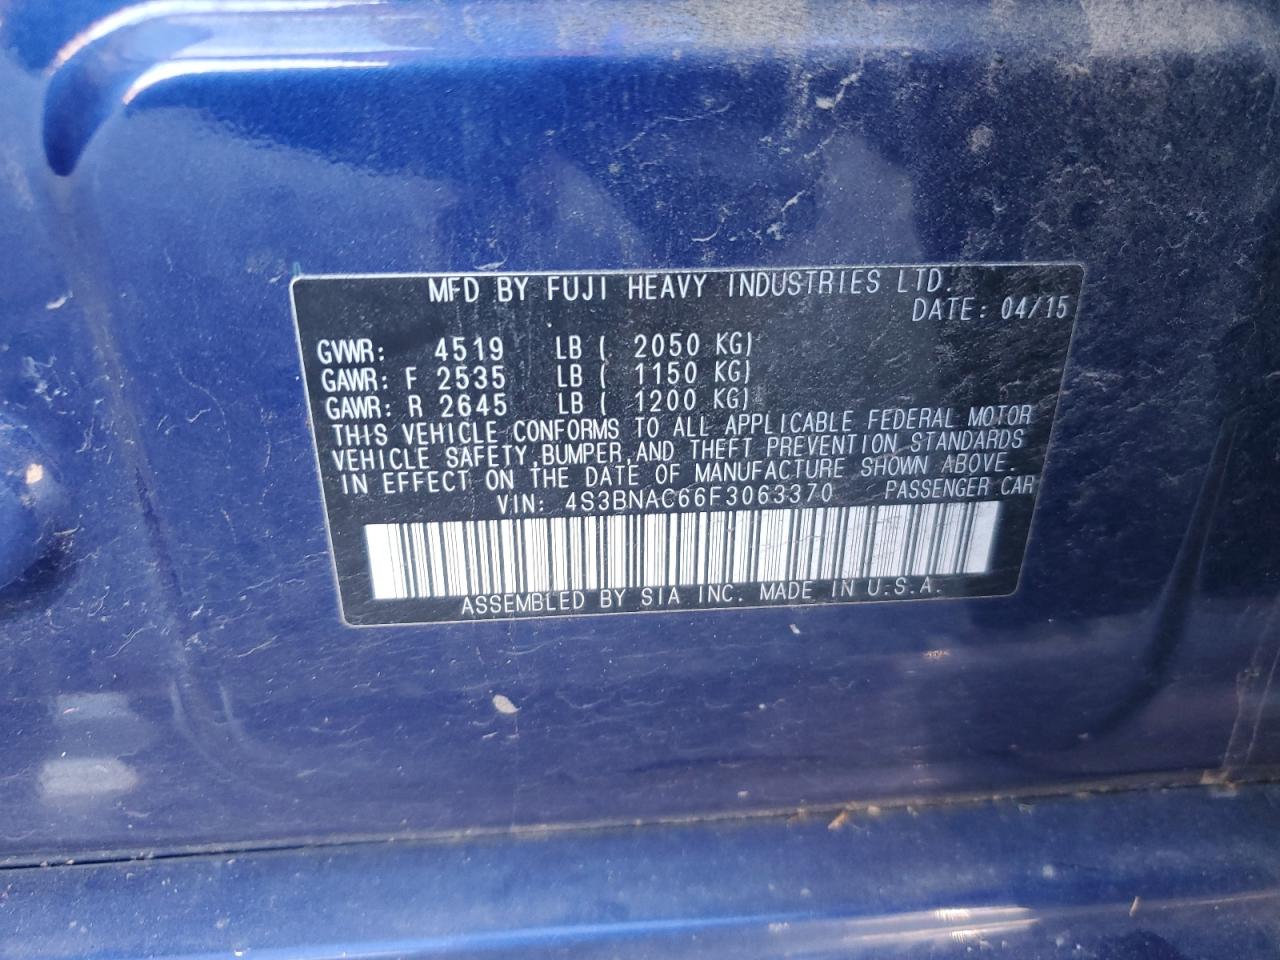 MFD BY FUJI HEAVY INDUSTRIES LTD.
DATE: 04/15
GVWR: 4519 LB ( 2050 KG)
GAWR: F 2535 LB ( 1150 KG)
GAWR: R 2645 LB ( 1200 KG)
THIS VEHICLE CONFORMS TO ALL APPLICABLE FEDERAL MOTOR
VEHICLE SAFETY,BUMPER,AND THEFT PREVENTION STANDARDS
IN EFFECT ON THE DATE OF MANUFACTURE SHOWN ABOVE.
VIN: 4S3BNAC66F3063370 PASSENGER CAR
ASSEMBLED BY SIA INC. MADE IN U.S.A.